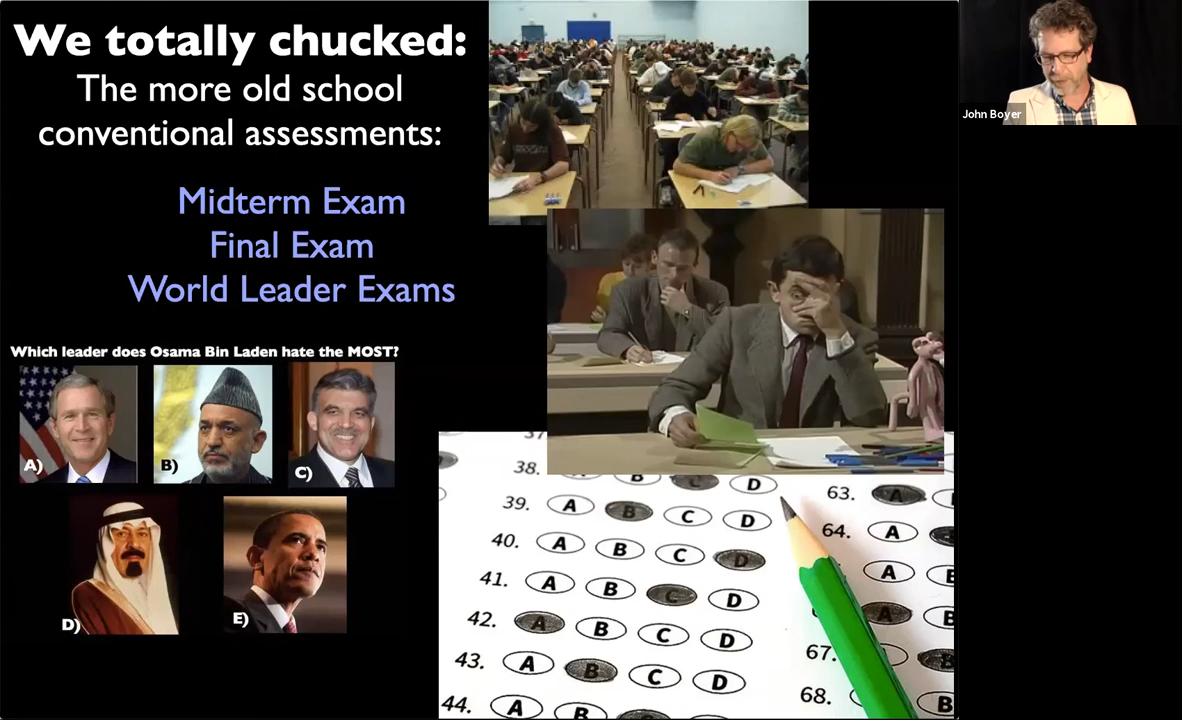 We totally chucked:
The more old school
conventional assessments:
Midterm Exam
Final Exam
World Leader Exams
Which leader does Osama Bin Laden hate the MOST?
A)
B)
C)
D)
E)
John Boyer
37
38. B C D
39. A B C D
40. A B C D
41. A B C D
42. A B C D
43. A B C D
44. A B C D
63. A
64. A
A B
A B
67. B
68. B